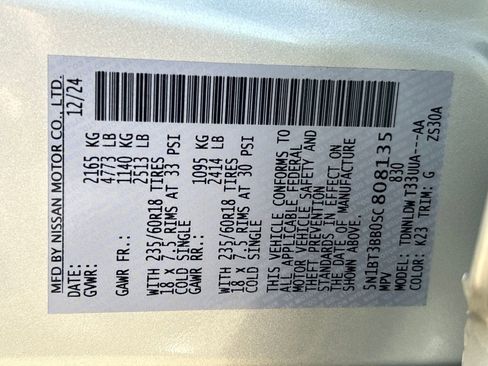 MFD BY NISSAN MOTOR CO., LTD.
DATE: 12/24
GVWR: 2165 KG
4773 LB
GAWR FR.: 1140 KG
2513 LB
WITH 235/60R18 TIRES
18 X 7.5 RIMS AT 33 PSI
COLD SINGLE
GAWR RR.: 1095 KG
2414 LB
WITH 235/60R18 TIRES
18 X 7.5 RIMS AT 30 PSI
COLD SINGLE
THIS VEHICLE CONFORMS TO
ALL APPLICABLE FEDERAL
MOTOR VEHICLE SAFETY AND
THEFT PREVENTION
STANDARDS IN EFFECT ON
THE DATE OF MANUFACTURE
SHOWN ABOVE.
5N1BT3BB0SC808135
MPV 830
MODEL: TDNNLDW T33UUA----AA
COLOR: K23 TRIM: G ZS30A